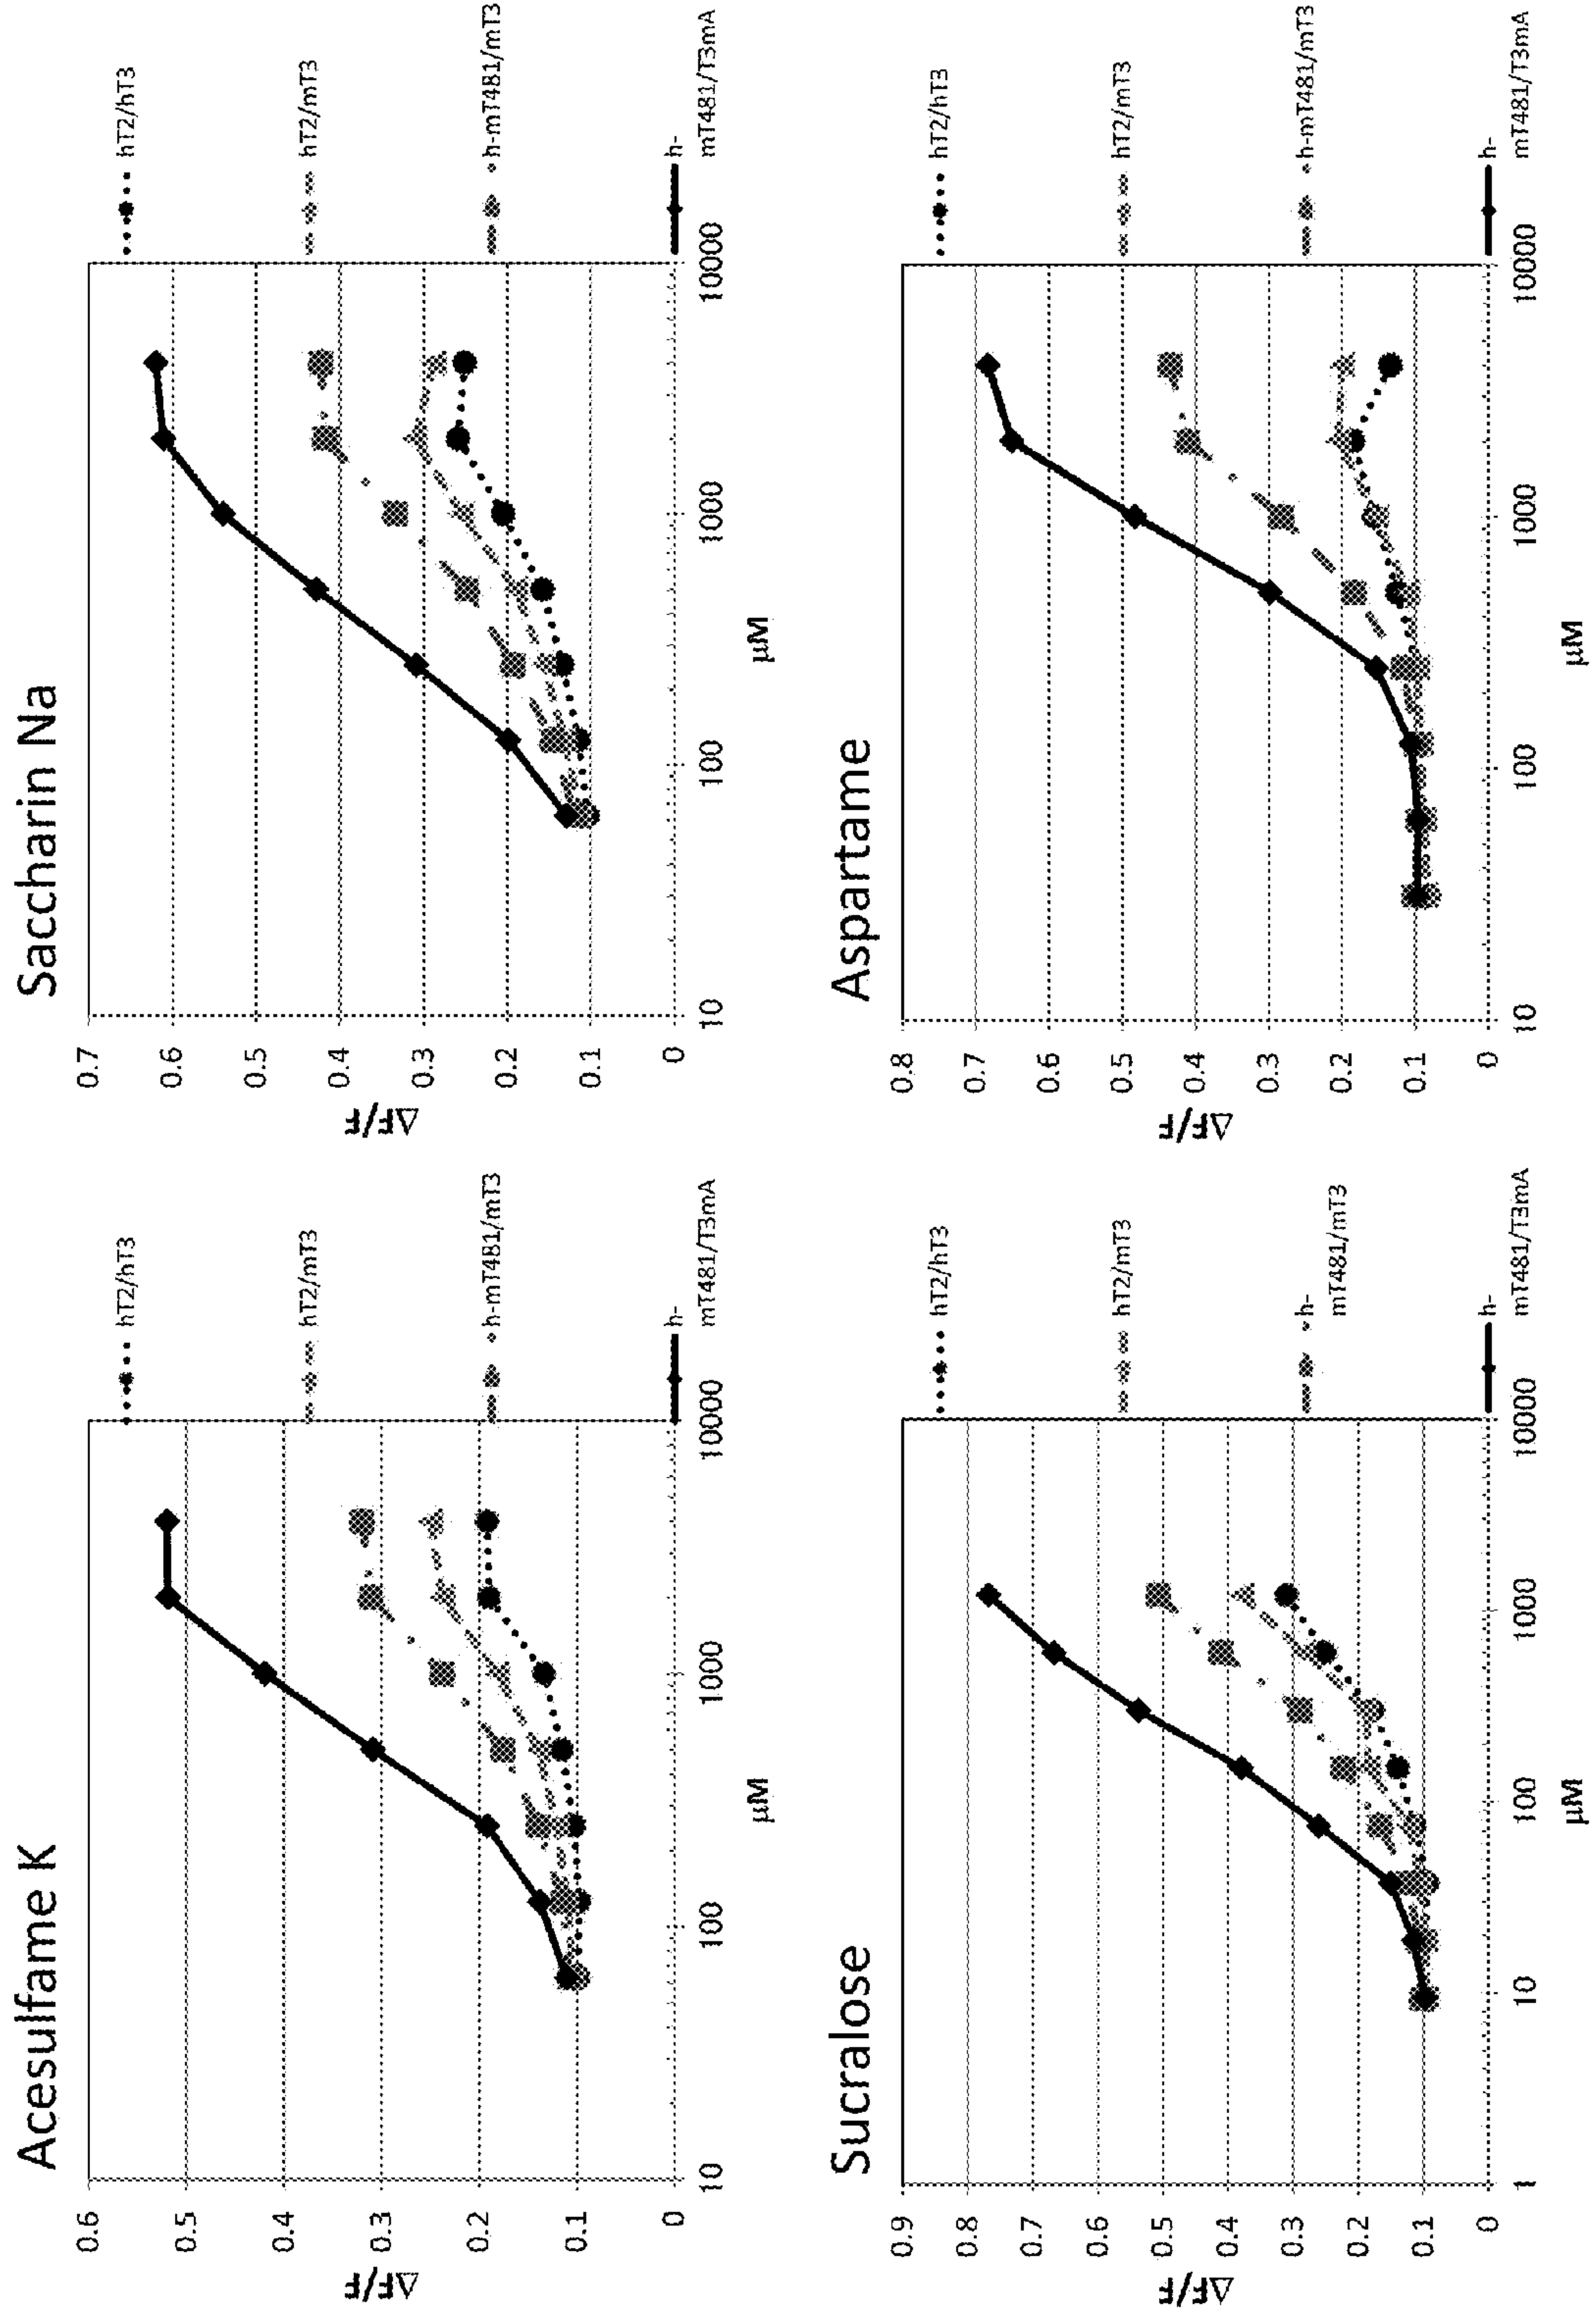 Acesulfame K
ΔF/F
0.6
0.5
0.4
0.3
0.2
0.1
0
10
100
1000
10000
μM
hT2/hT3
hT2/mT3
h-mT481/mT3
h-
mT481/T3mA
Saccharin Na
ΔF/F
0.7
0.6
0.5
0.4
0.3
0.2
0.1
0
10
100
1000
10000
μM
hT2/hT3
hT2/mT3
h-mT481/mT3
h-
mT481/T3mA
Sucralose
ΔF/F
0.9
0.8
0.7
0.6
0.5
0.4
0.3
0.2
0.1
0
1
10
100
1000
10000
μM
hT2/hT3
hT2/mT3
h-
mT481/mT3
h-
mT481/T3mA
Aspartame
ΔF/F
0.8
0.7
0.6
0.5
0.4
0.3
0.2
0.1
0
10
100
1000
10000
μM
hT2/hT3
hT2/mT3
h-mT481/mT3
h-
mT481/T3mA